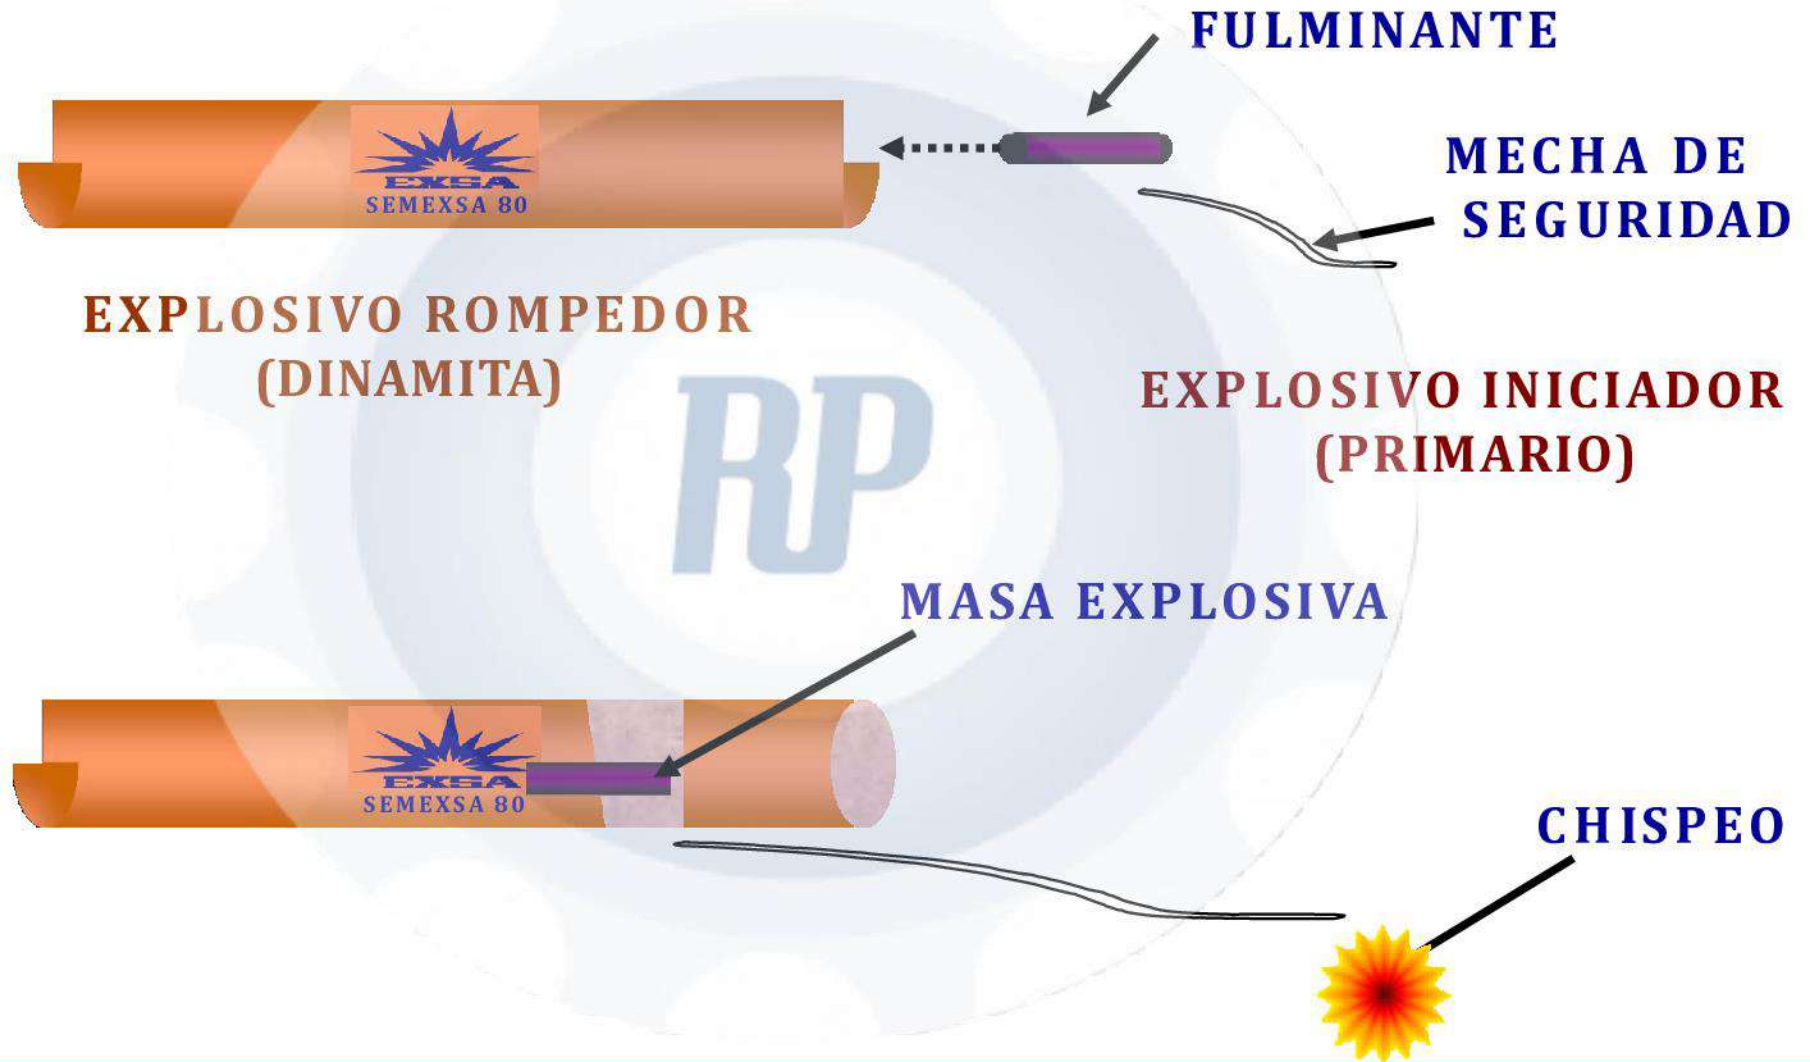 FULMINANTE
MECHA DE
SEGURIDAD
EXSA
SEMEXSA 80
EXPLOSIVO ROMPEDOR
(DINAMITA)
EXPLOSIVO INICIADOR
(PRIMARIO)
RP
MASA EXPLOSIVA
EXSA
SEMEXSA 80
CHISPEO